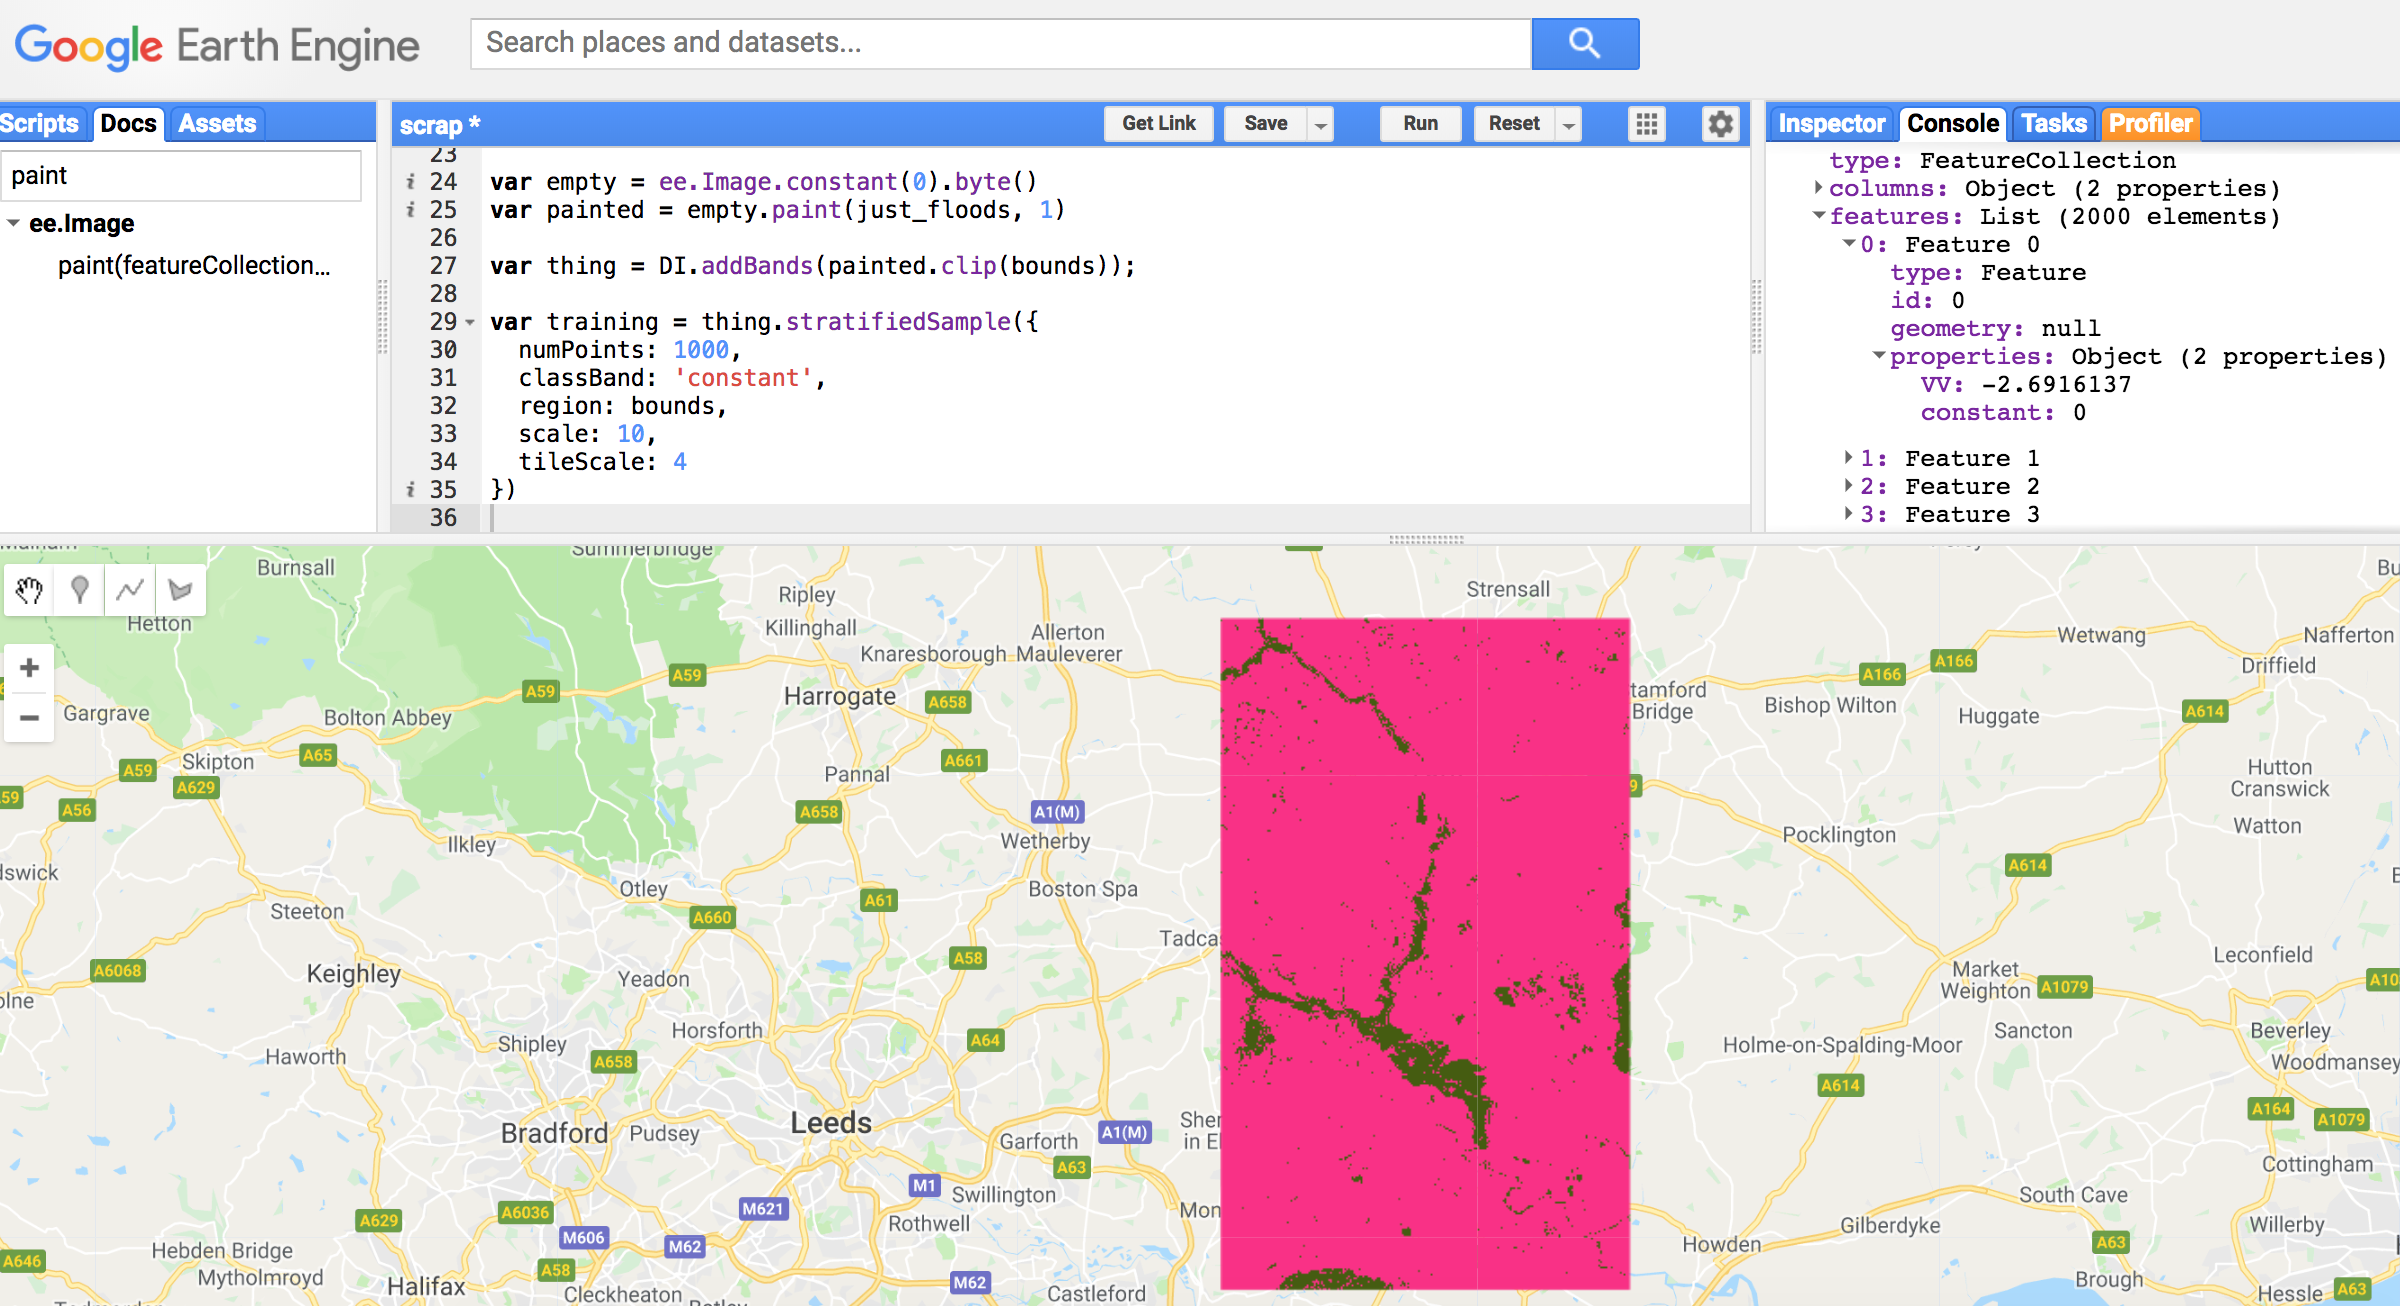 Google Earth Engine
Search places and datasets...
Scripts
Docs
Assets
paint
ee.Image
paint(featureCollection...
scrap *
Get Link
Save
Run
Reset
23
i 24 var empty = ee.Image.constant(0).byte()
i 25 var painted = empty.paint(just_floods, 1)
26
27 var thing = DI.addBands(painted.clip(bounds));
28
29 var training = thing.stratifiedSample({
30 numPoints: 1000,
31 classBand: 'constant',
32 region: bounds,
33 scale: 10,
34 tileScale: 4
i 35 })
36
Inspector
Console
Tasks
Profiler
type: FeatureCollection
columns: Object (2 properties)
features: List (2000 elements)
0: Feature 0
type: Feature
id: 0
geometry: null
properties: Object (2 properties)
VV: -2.6916137
constant: 0
1: Feature 1
2: Feature 2
3: Feature 3
+
−
Summerbridge
Burnsall
Ripley
Strensall
Hetton
Killinghall
Allerton
Mauleverer
Knaresborough
Wetwang
Nafferton
A166
Driffield
A59
A59
A166
Harrogate
A658
tamford
Bridge
Bishop Wilton
Huggate
A614
Gargrave
Bolton Abbey
A65
Skipton
A59
A629
A661
Pannal
Hutton
Cranswick
59
A56
A658
A1(M)
9
Wetherby
Pocklington
Watton
Ilkley
A614
dswick
Otley
Boston Spa
Steeton
A660
A61
Tadca
A58
Leconfield
A6068
Keighley
Yeadon
Market
Weighton
A1079
A10
olne
Horsforth
Haworth
Shipley
A658
A64
Sancton
Beverley
Holme-on-Spalding-Moor
Woodmansey
A614
Bradford
Pudsey
Leeds
Garforth
A1(M)
Sher
in El
A164
A1079
A63
Cottingham
M1
Swillington
A629
A6036
M621
Rothwell
Mon
South Cave
M606
M62
Gilberdyke
Willerby
Howden
A63
A646
Hebden Bridge
Mytholmroyd
Halifax
A58
Cleckheaton
M62
Castleford
Brough
Hessle
A63